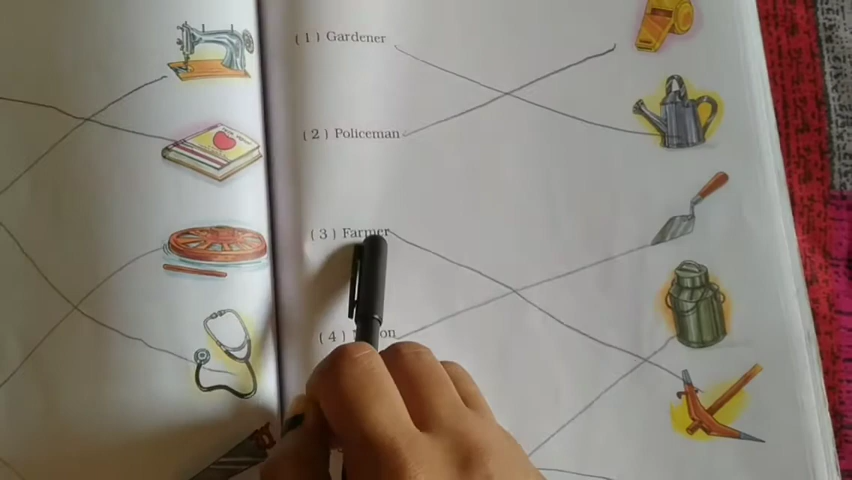 ( 1 ) Gardener
( 2 ) Policeman
( 3 ) Farmer
( 4 )